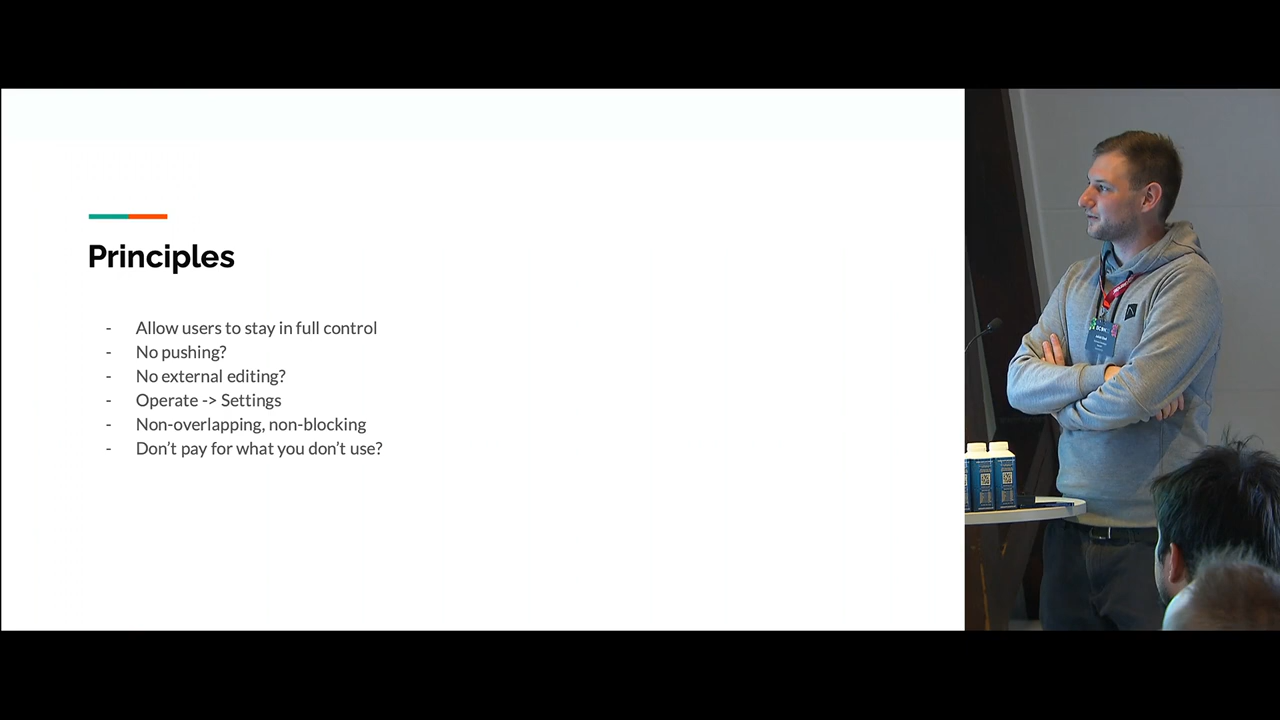 Principles
- Allow users to stay in full control
- No pushing?
- No external editing?
- Operate -> Settings
- Non-overlapping, non-blocking
- Don’t pay for what you don’t use?